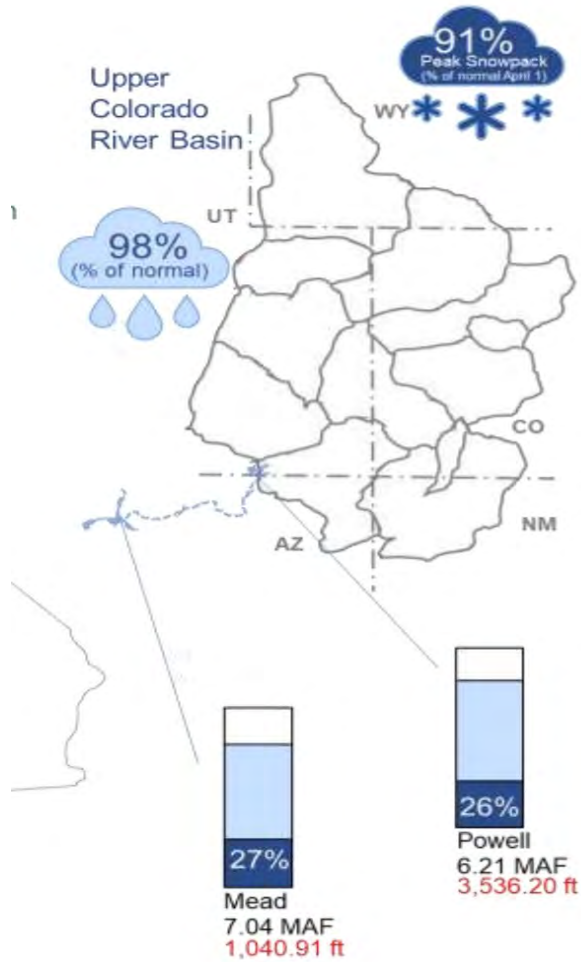 91%
Peak Snowpack
(% of normal April 1)
Upper
Colorado
River Basin
WY
UT
98%
(% of normal)
CO
NM
AZ
26%
Powell
6.21 MAF
3,536.20 ft
27%
Mead
7.04 MAF
1,040.91 ft